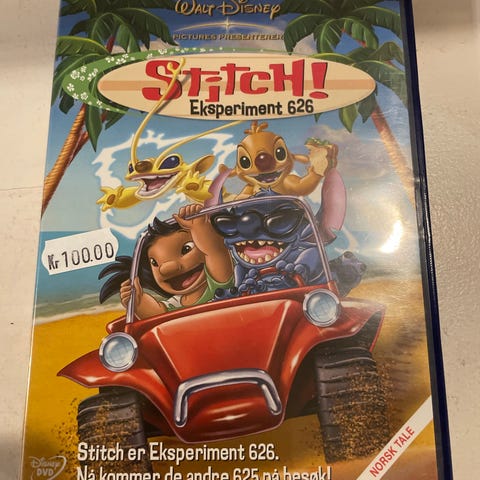 WALT DISNEY
PICTURES PRESENTERER
STITCH!
Eksperiment 626
Kr 100.00
Stitch er Eksperiment 626.
Nå kommer de andre 625 på besøk!
NORSK TALE
Disney
DVD